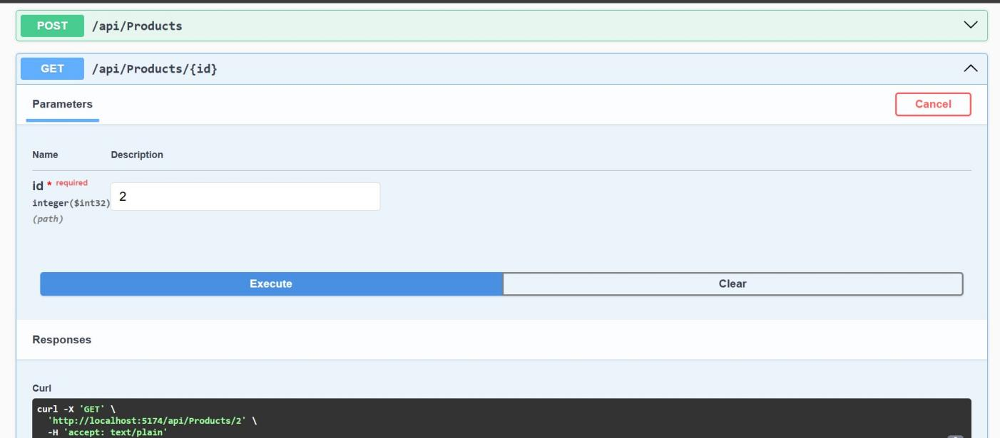 POST /api/Products
GET /api/Products/{id}
Parameters Cancel
Name Description
id * required
integer($int32) 2
(path)
Execute Clear
Responses
Curl
curl -X 'GET' \
  'http://localhost:5174/api/Products/2' \
  -H 'accept: text/plain'